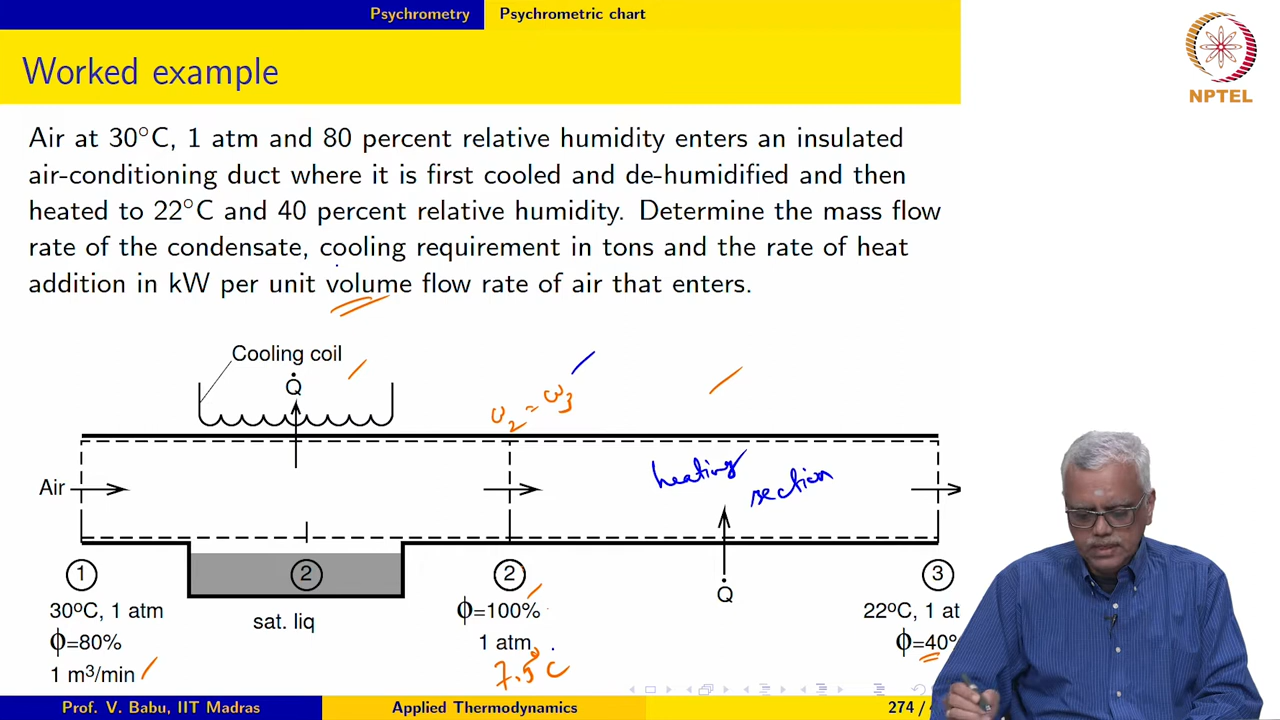 Psychrometry Psychrometric chart
NPTEL
Worked example
Air at 30°C, 1 atm and 80 percent relative humidity enters an insulated
air-conditioning duct where it is first cooled and de-humidified and then
heated to 22°C and 40 percent relative humidity. Determine the mass flow
rate of the condensate, cooling requirement in tons and the rate of heat
addition in kW per unit volume flow rate of air that enters.
Cooling coil
Q̇
ω₂ = ω₃
heating
section
Air
1 2 2 3
Q̇
30ºC, 1 atm
ϕ=80%
1 m³/min
sat. liq
ϕ=100%
1 atm
7.5°C
22ºC, 1 at
ϕ=40
Prof. V. Babu, IIT Madras Applied Thermodynamics 274 /